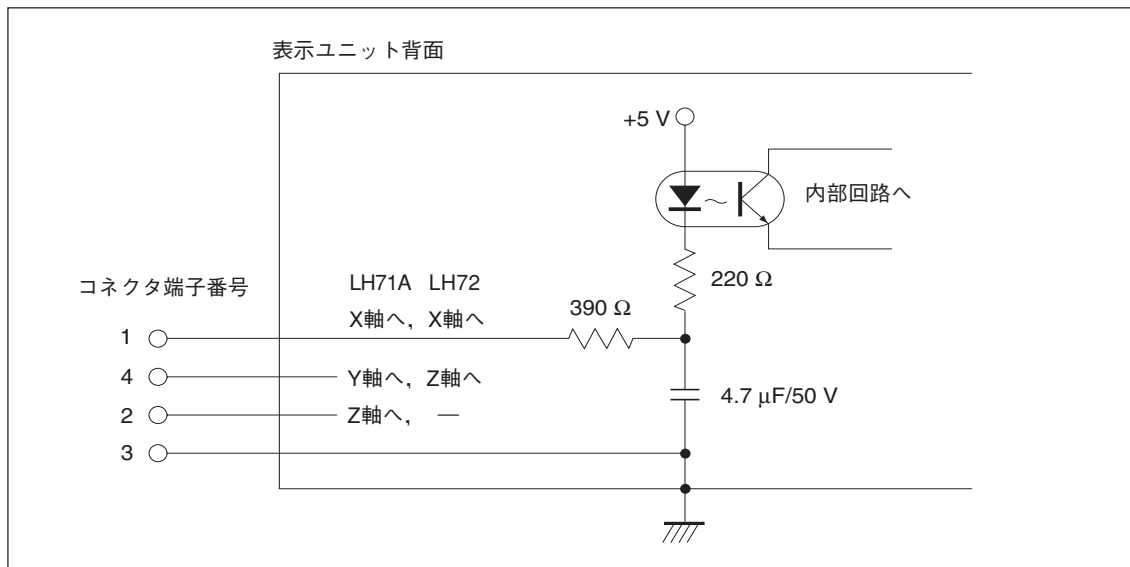 表示ユニット背面
+5 V
内部回路へ
220 Ω
コネクタ端子番号
LH71A LH72
390 Ω
X軸へ, X軸へ
1
4
Y軸へ, Z軸へ
4.7 μF/50 V
2
Z軸へ, —
3